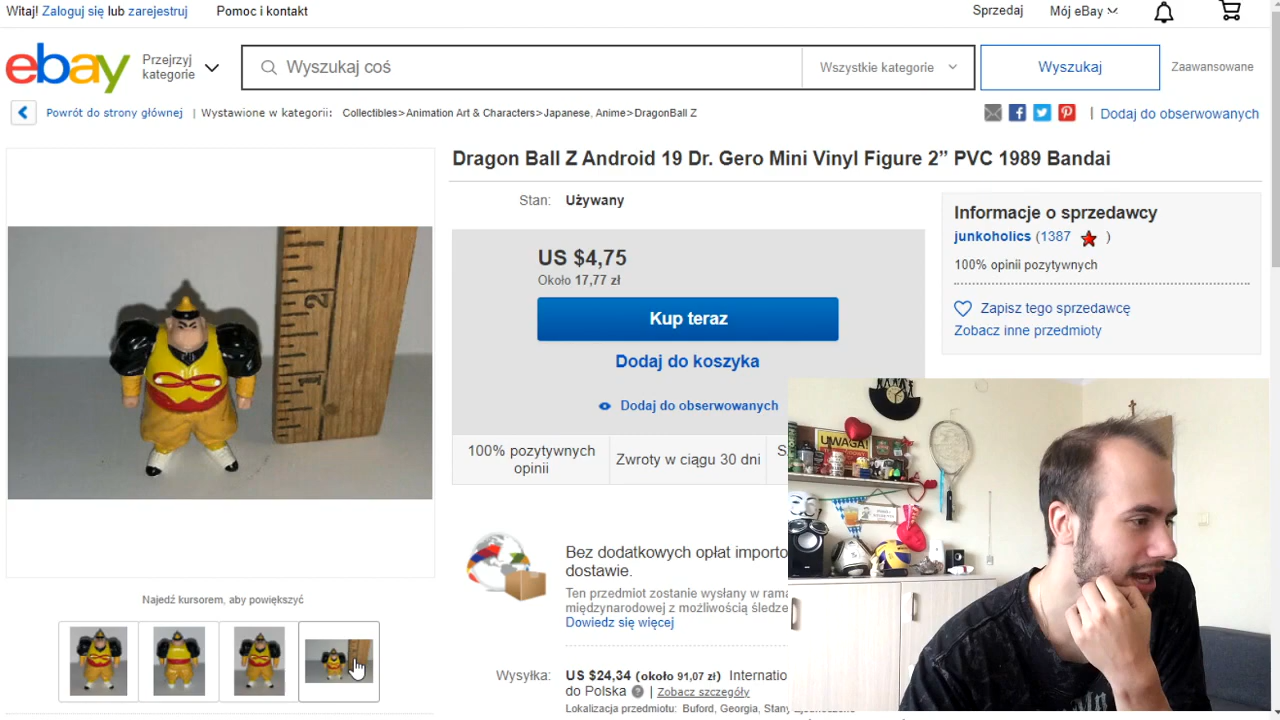 Witaj! Zaloguj się lub zarejestruj
Pomoc i kontakt
Sprzedaj
Mój eBay
ebay
Przejrzyj
kategorie
Wyszukaj coś
Wszystkie kategorie
Wyszukaj
Zaawansowane
Powrót do strony głównej | Wystawione w kategorii: Collectibles>Animation Art & Characters>Japanese, Anime>DragonBall Z
| Dodaj do obserwowanych
Dragon Ball Z Android 19 Dr. Gero Mini Vinyl Figure 2” PVC 1989 Bandai
Stan: Używany
US $4,75
Około 17,77 zł
Kup teraz
Dodaj do koszyka
Dodaj do obserwowanych
100% pozytywnych
opinii
Zwroty w ciągu 30 dni
Informacje o sprzedawcy
junkoholics (1387 )
100% opinii pozytywnych
Zapisz tego sprzedawcę
Zobacz inne przedmioty
2
1
Najedź kursorem, aby powiększyć
Bez dodatkowych opłat importo
dostawie.
Ten przedmiot zostanie wysłany w rama
międzynarodowej z możliwością śledze
Dowiedz się więcej
Wysyłka: US $24,34 (około 91,07 zł) Internatio
do Polska ? | Zobacz szczegóły
Lokalizacja przedmiotu: Buford, Georgia, Stany
UWAGA!